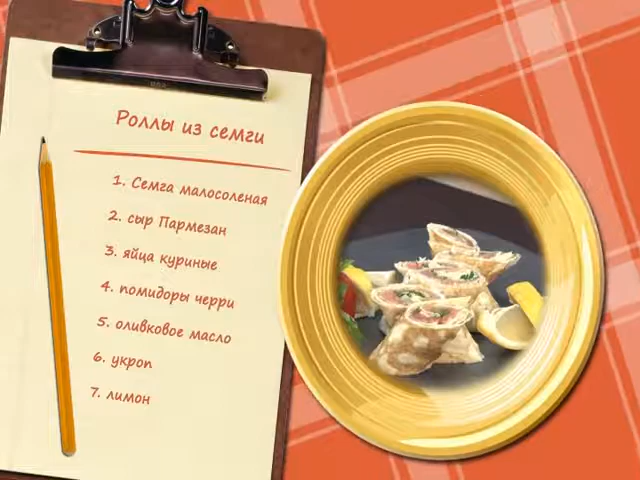 Роллы из семги
1. Семга малосоленая
2. сыр Пармезан
3. яйца куриные
4. помидоры черри
5. оливковое масло
6. укроп
7. лимон